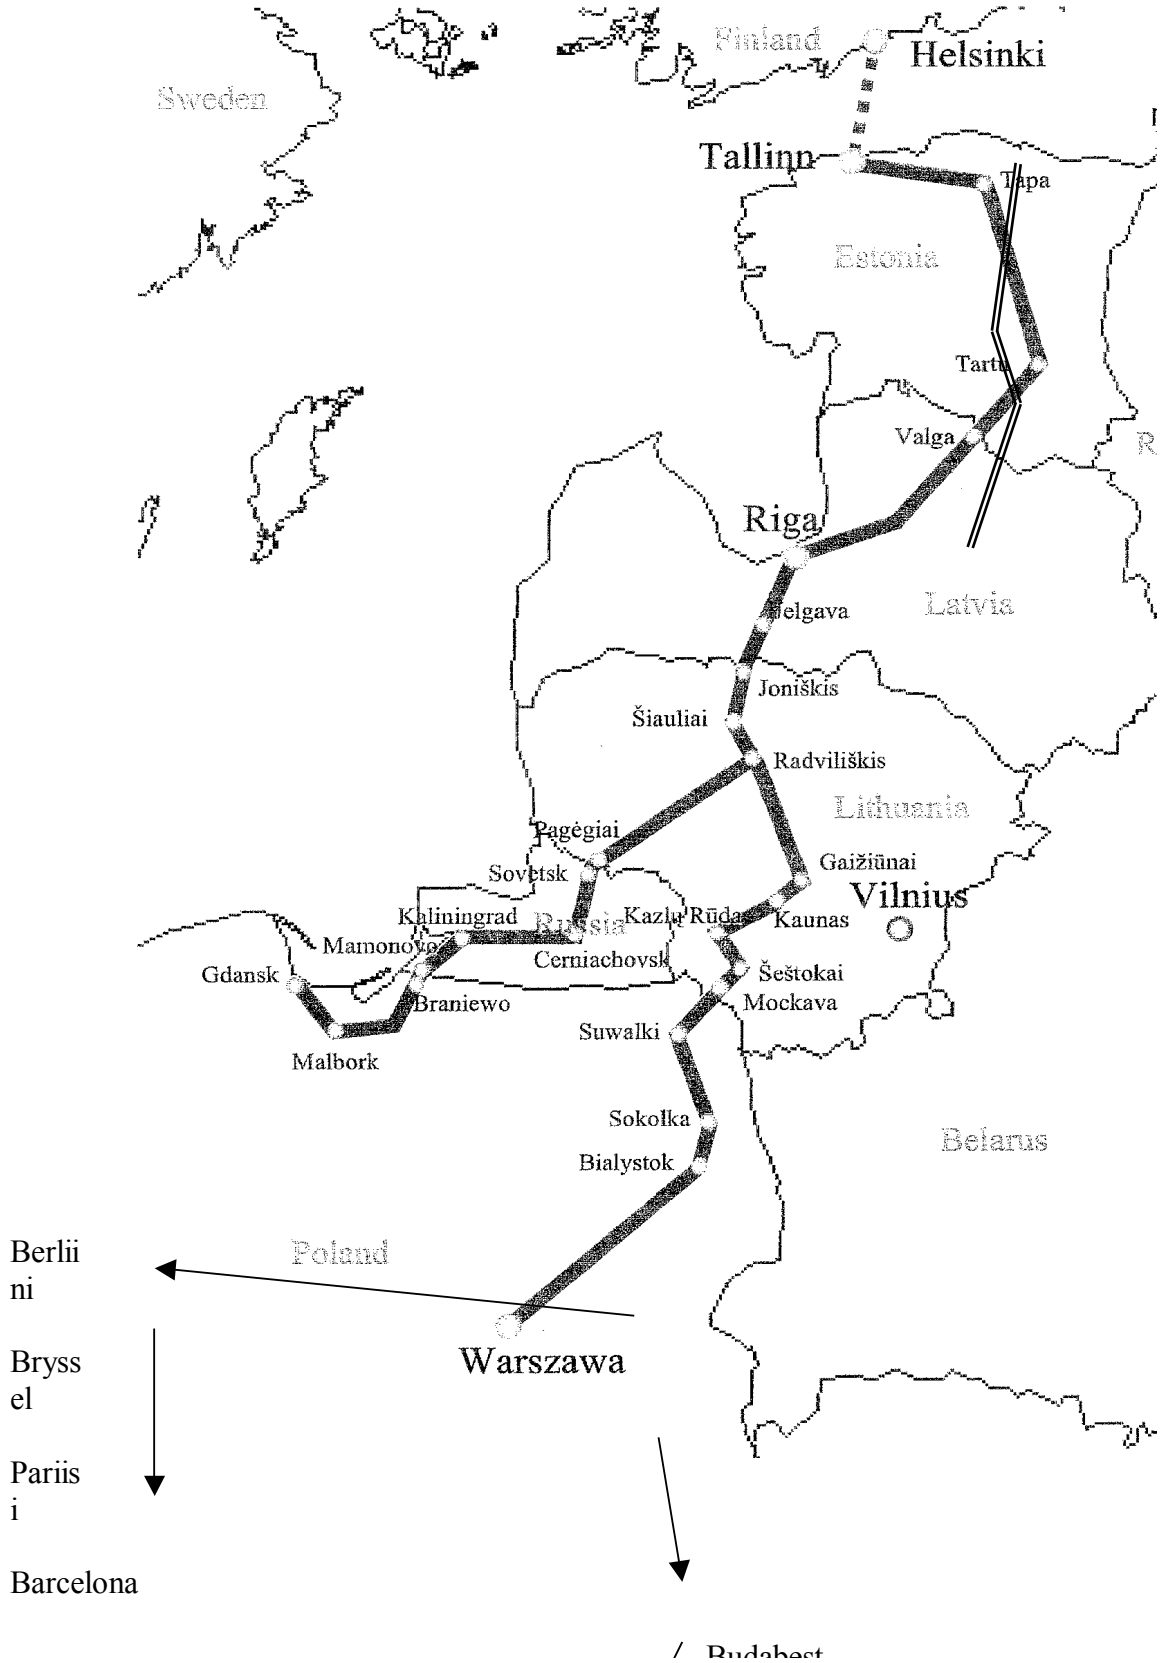 Finland
Helsinki
Sweden
Tallinn
Tapa
Estonia
Tartu
Valga
R
Riga
Latvia
Jelgava
Joniškis
Šiauliai
Radviliškis
Lithuania
Pagėgiai
Gaižiūnai
Sovetsk
Vilnius
Kaliningrad
Russia
Kazlų Rūda
Kaunas
Mamonovo
Cerniachovsk
Gdansk
Šeštokai
Braniewo
Mockava
Suwalki
Malbork
Sokolka
Belarus
Bialystok
Berlii
ni
Poland
Bryss
el
Warszawa
Pariis
i
Barcelona
Budabest